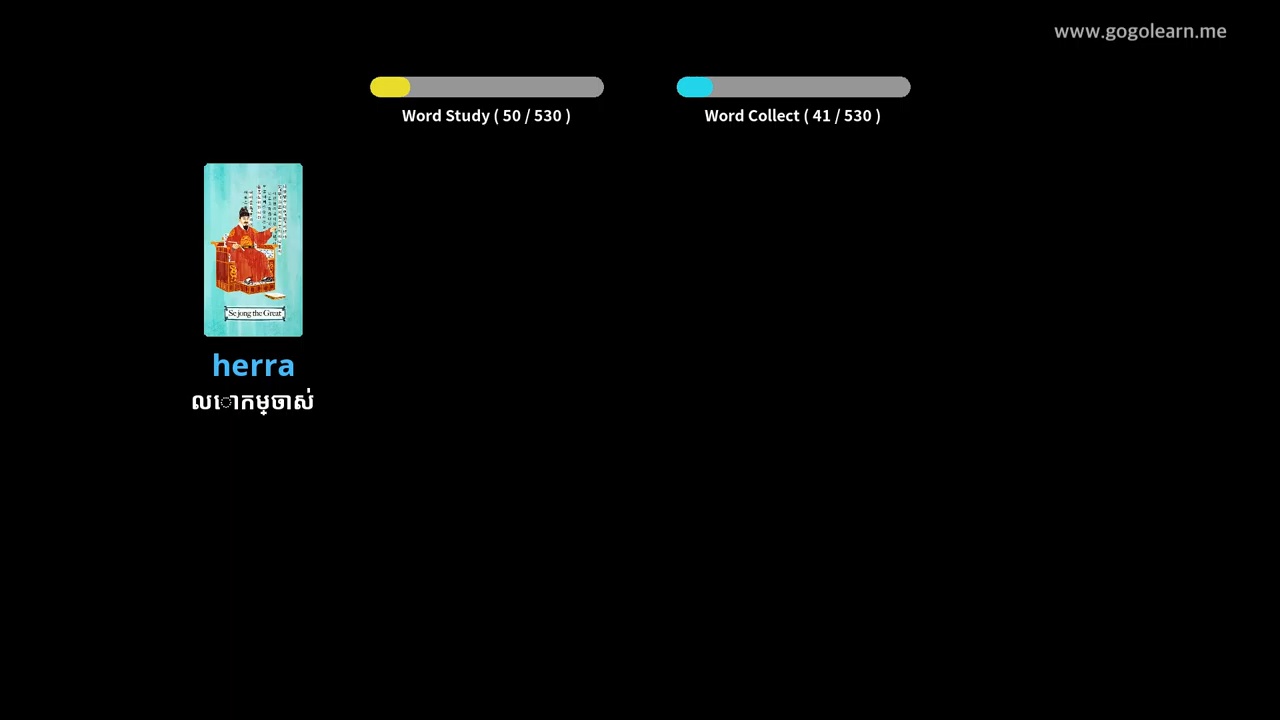 www.gogolearn.me
Word Study ( 50 / 530 )
Word Collect ( 41 / 530 )
Se jong the Great
herra
លោកម្ចាស់